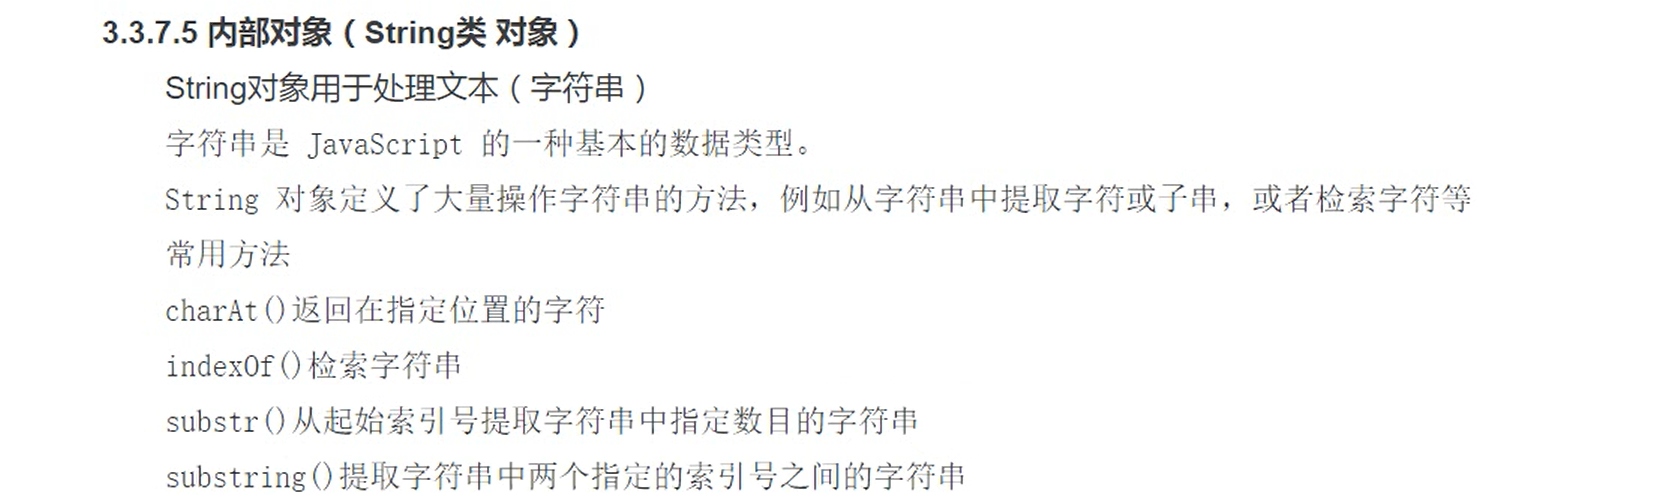 3.3.7.5 内部对象（String类 对象）
String对象用于处理文本（字符串）
字符串是 JavaScript 的一种基本的数据类型。
String 对象定义了大量操作字符串的方法，例如从字符串中提取字符或子串，或者检索字符等
常用方法
charAt()返回在指定位置的字符
indexOf()检索字符串
substr()从起始索引号提取字符串中指定数目的字符串
substring()提取字符串中两个指定的索引号之间的字符串